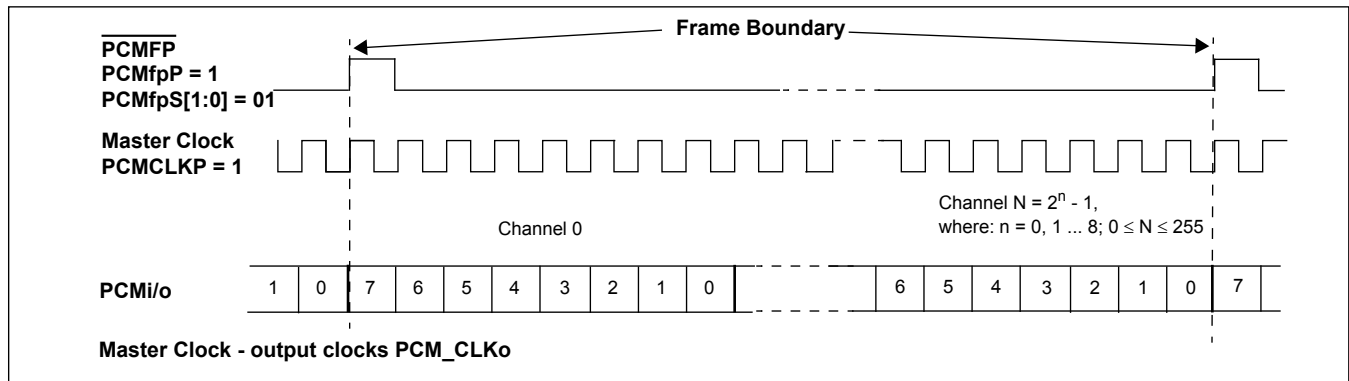 Frame Boundary
PCMFP
PCMfpP = 1
PCMfpS[1:0] = 01
Master Clock
PCMCLKP = 1
Channel 0
Channel N = 2^n - 1,
where: n = 0, 1 ... 8; 0 ≤ N ≤ 255
PCMi/o 1 0 7 6 5 4 3 2 1 0 6 5 4 3 2 1 0 7
Master Clock - output clocks PCM_CLKo